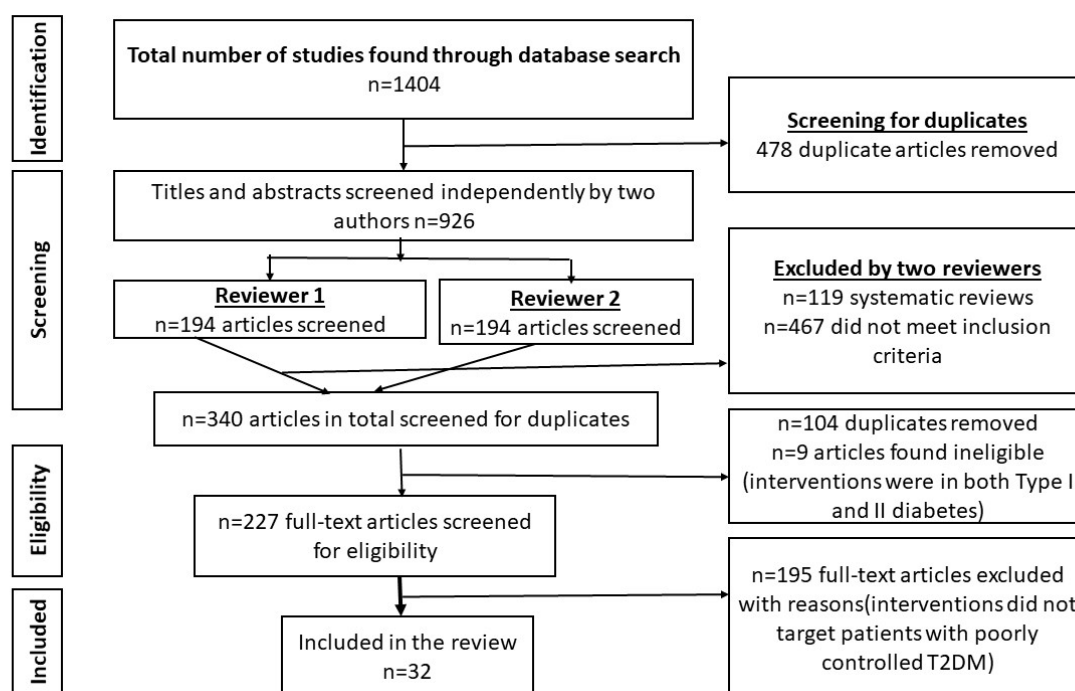 Identification
Total number of studies found through database search
n=1404
Screening for duplicates
478 duplicate articles removed
Screening
Titles and abstracts screened independently by two
authors n=926
Reviewer 1
n=194 articles screened
Reviewer 2
n=194 articles screened
Excluded by two reviewers
n=119 systematic reviews
n=467 did not meet inclusion
criteria
n=340 articles in total screened for duplicates
Eligibility
n=104 duplicates removed
n=9 articles found ineligible
(interventions were in both Type I
and II diabetes)
n=227 full-text articles screened
for eligibility
Included
n=195 full-text articles excluded
with reasons(interventions did not
target patients with poorly
controlled T2DM)
Included in the review
n=32